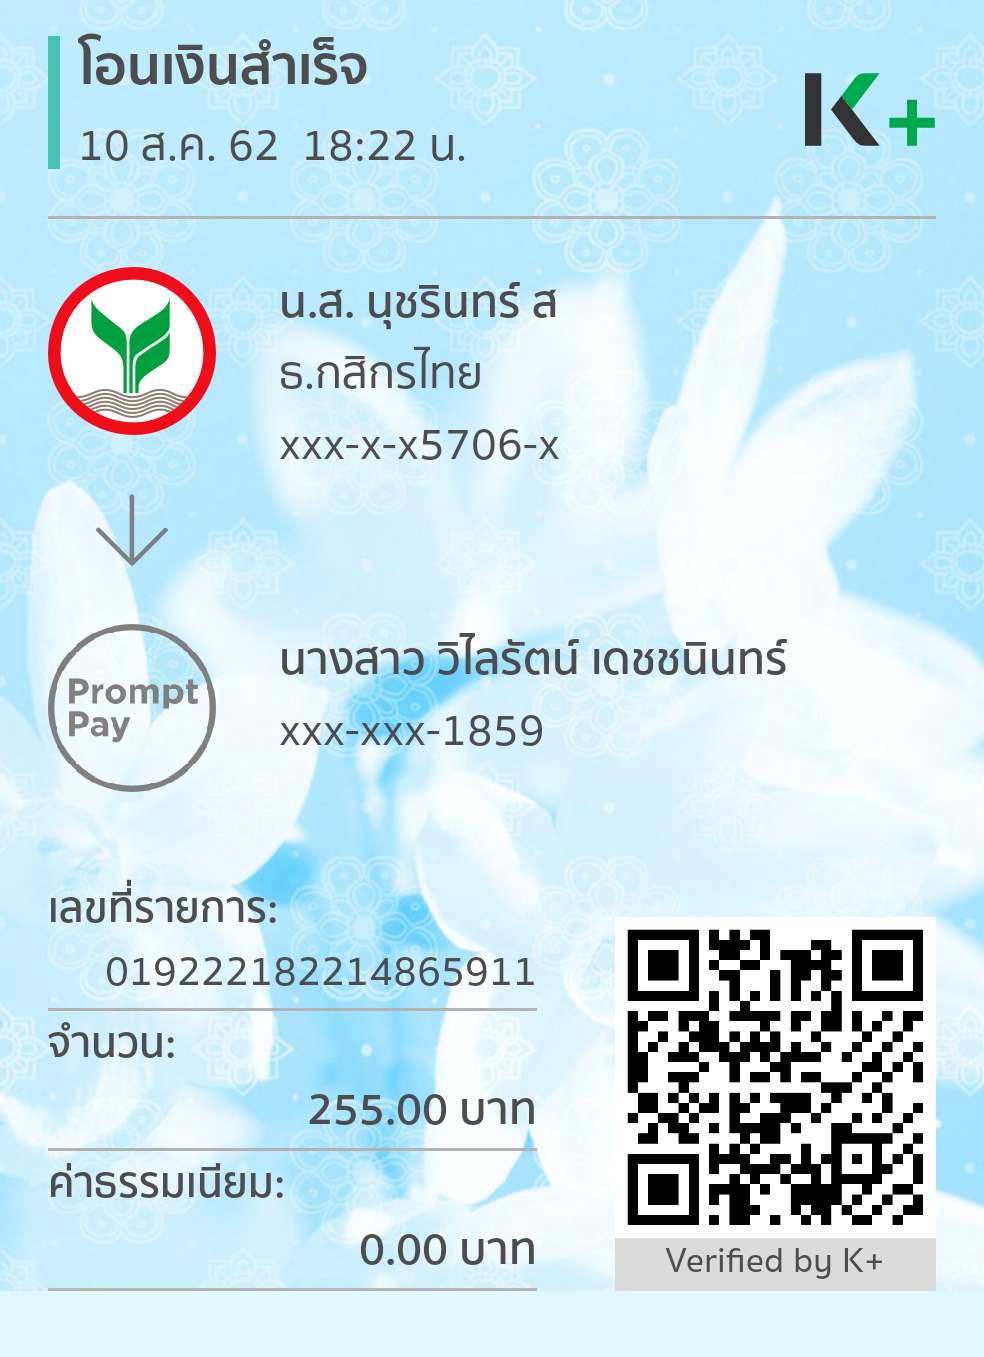 โอนเงินสำเร็จ
10 ส.ค. 62 18:22 น.
K+
น.ส. นุชรินทร์ ส
ธ.กสิกรไทย
xxx-x-x5706-x
Prompt
Pay
นางสาว วิไลรัตน์ เดชชนินทร์
xxx-xxx-1859
เลขที่รายการ:
019222182214865911
จำนวน:
255.00 บาท
ค่าธรรมเนียม:
0.00 บาท
Verified by K+